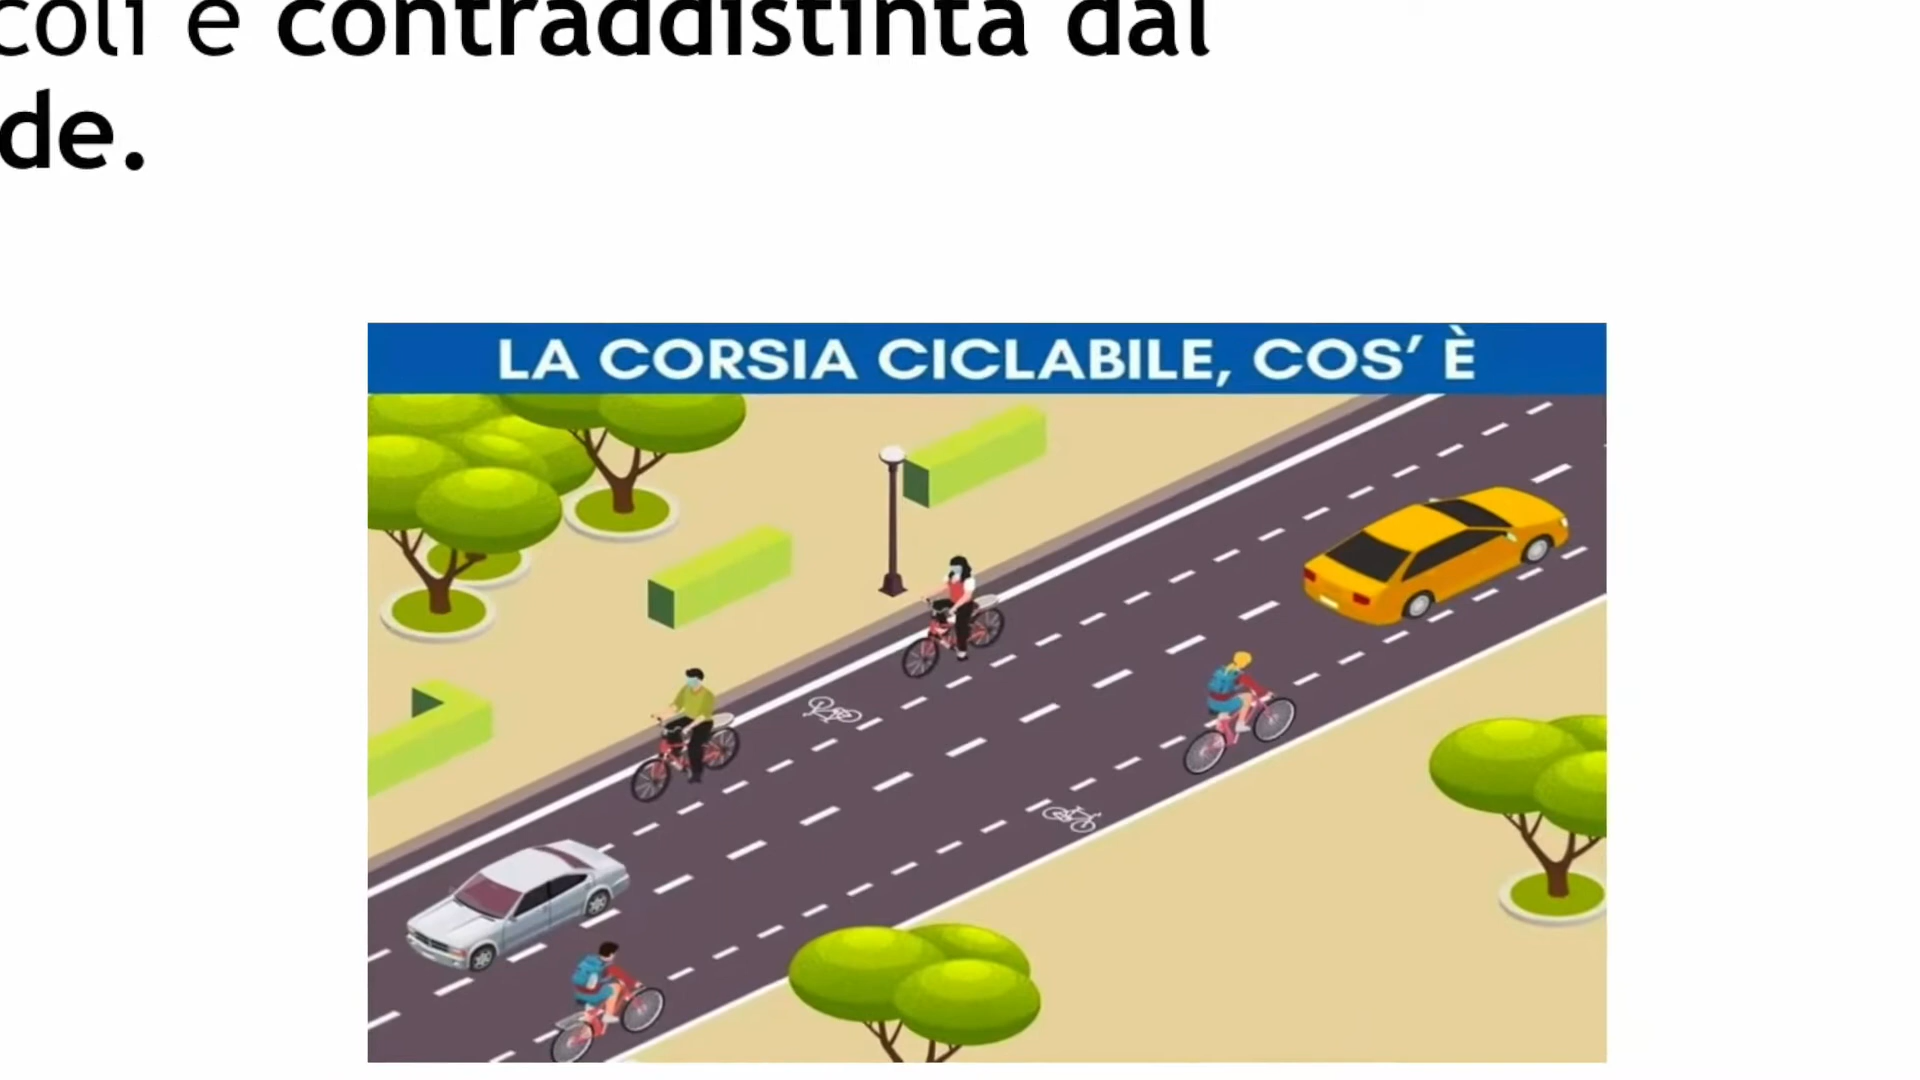 coli e contraddistinta dal
de.
LA CORSIA CICLABILE, COS’ È